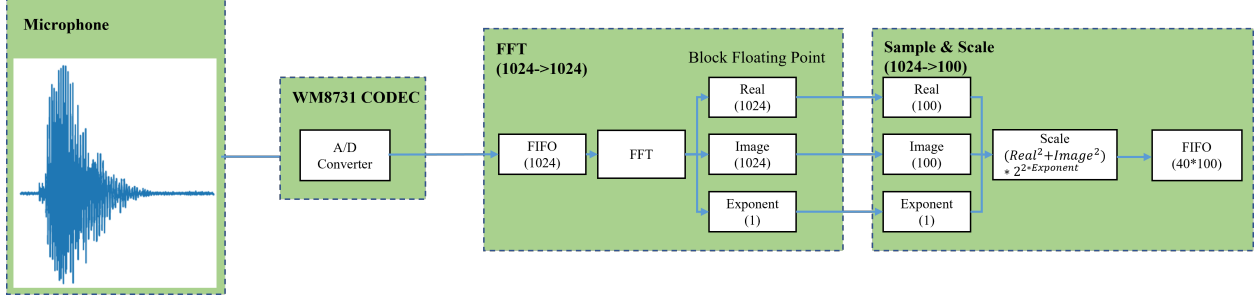 Microphone
WM8731 CODEC
A/D
Converter
FFT
(1024->1024)
Block Floating Point
FIFO
(1024)
FFT
Real
(1024)
Image
(1024)
Exponent
(1)
Sample & Scale
(1024->100)
Real
(100)
Image
(100)
Exponent
(1)
Scale
(Real²+Image²)
* 2^{2*Exponent}
FIFO
(40*100)